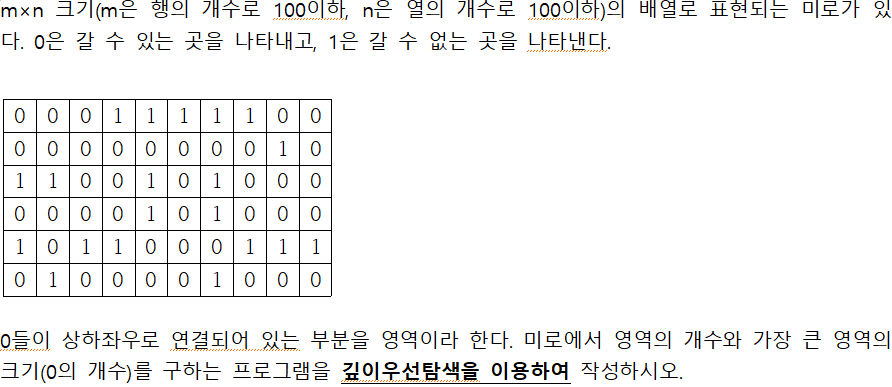 m×n 크기(m은 행의 개수로 100이하, n은 열의 개수로 100이하)의 배열로 표현되는 미로가 있
다. 0은 갈 수 있는 곳을 나타내고, 1은 갈 수 없는 곳을 나타낸다.
0 0 0 1 1 1 1 1 0 0
0 0 0 0 0 0 0 0 1 0
1 1 0 0 1 0 1 0 0 0
0 0 0 0 1 0 1 0 0 0
1 0 1 1 0 0 0 1 1 1
0 1 0 0 0 0 1 0 0 0
0들이 상하좌우로 연결되어 있는 부분을 영역이라 한다. 미로에서 영역의 개수와 가장 큰 영역의
크기(0의 개수)를 구하는 프로그램을 깊이우선탐색을 이용하여 작성하시오.